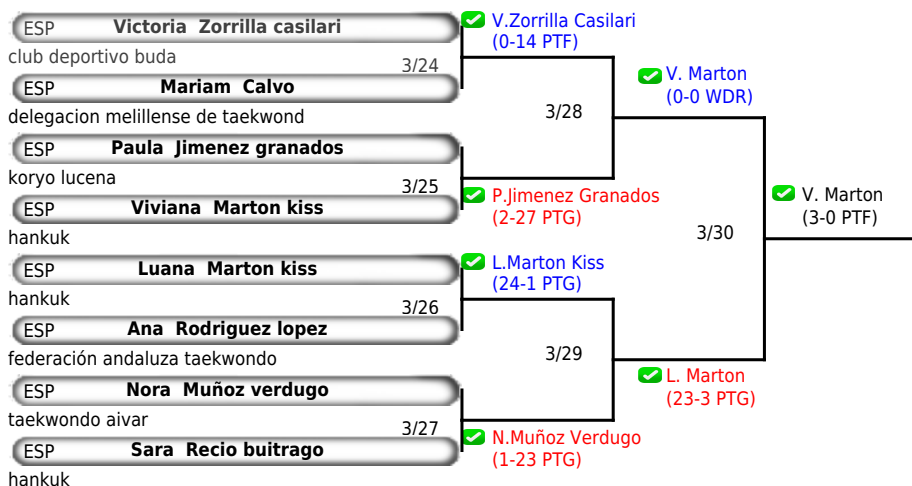 ESP Victoria Zorrilla casilari
club deportivo buda
3/24
ESP Mariam Calvo
delegacion melillense de taekwond
ESP Paula Jimenez granados
koryo lucena
3/25
ESP Viviana Marton kiss
hankuk
ESP Luana Marton kiss
hankuk
3/26
ESP Ana Rodriguez lopez
federación andaluza taekwondo
ESP Nora Muñoz verdugo
taekwondo aivar
3/27
ESP Sara Recio buitrago
hankuk
V.Zorrilla Casilari
(0-14 PTF)
3/28
P.Jimenez Granados
(2-27 PTG)
L.Marton Kiss
(24-1 PTG)
3/29
N.Muñoz Verdugo
(1-23 PTG)
V. Marton
(0-0 WDR)
3/30
L. Marton
(23-3 PTG)
V. Marton
(3-0 PTF)